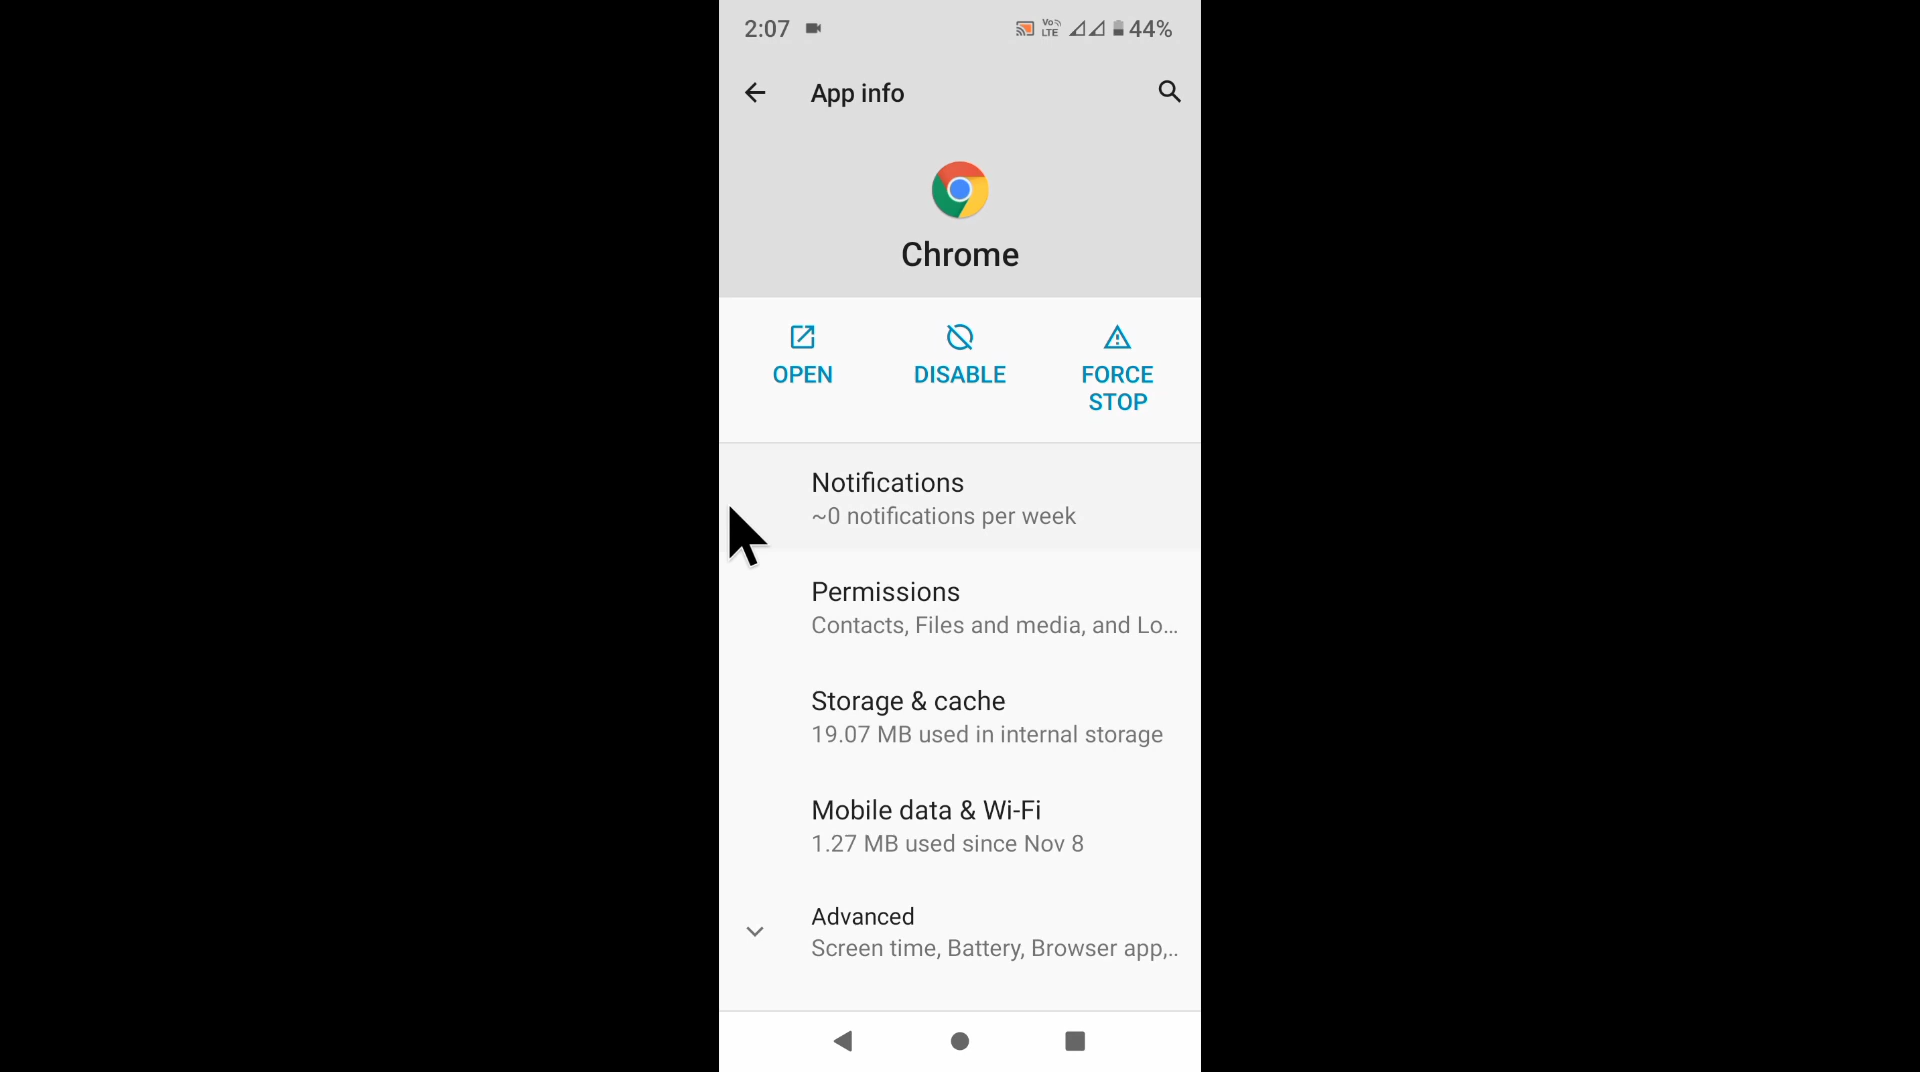 2:07 Vo LTE 44%
App info
Chrome
OPEN DISABLE FORCE STOP
Notifications
~0 notifications per week
Permissions
Contacts, Files and media, and Lo...
Storage & cache
19.07 MB used in internal storage
Mobile data & Wi-Fi
1.27 MB used since Nov 8
Advanced
Screen time, Battery, Browser app,..